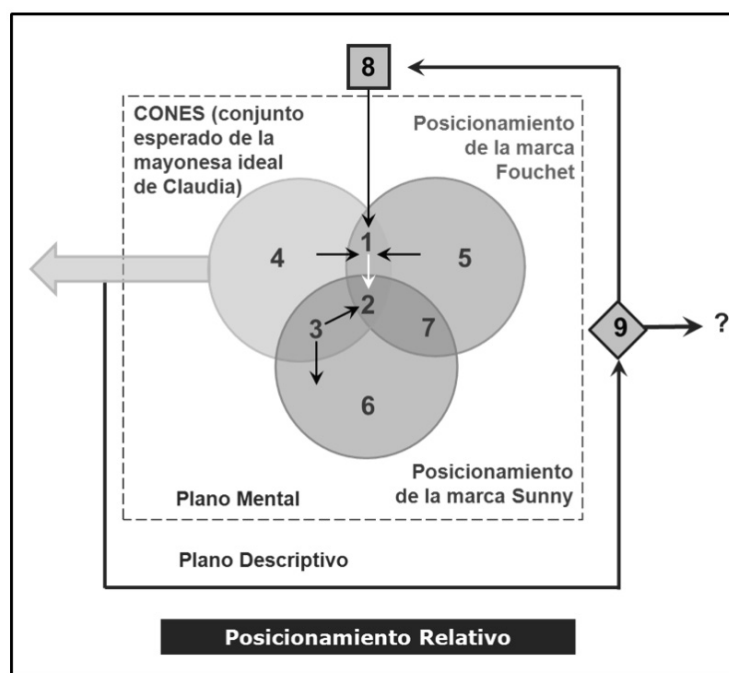 8
CONES (conjunto
esperado de la
mayonesa ideal
de Claudia)
Posicionamiento
de la marca
Fouchet
1
4
5
2
3
7
9
?
6
Posicionamiento
de la marca Sunny
Plano Mental
Plano Descriptivo
Posicionamiento Relativo